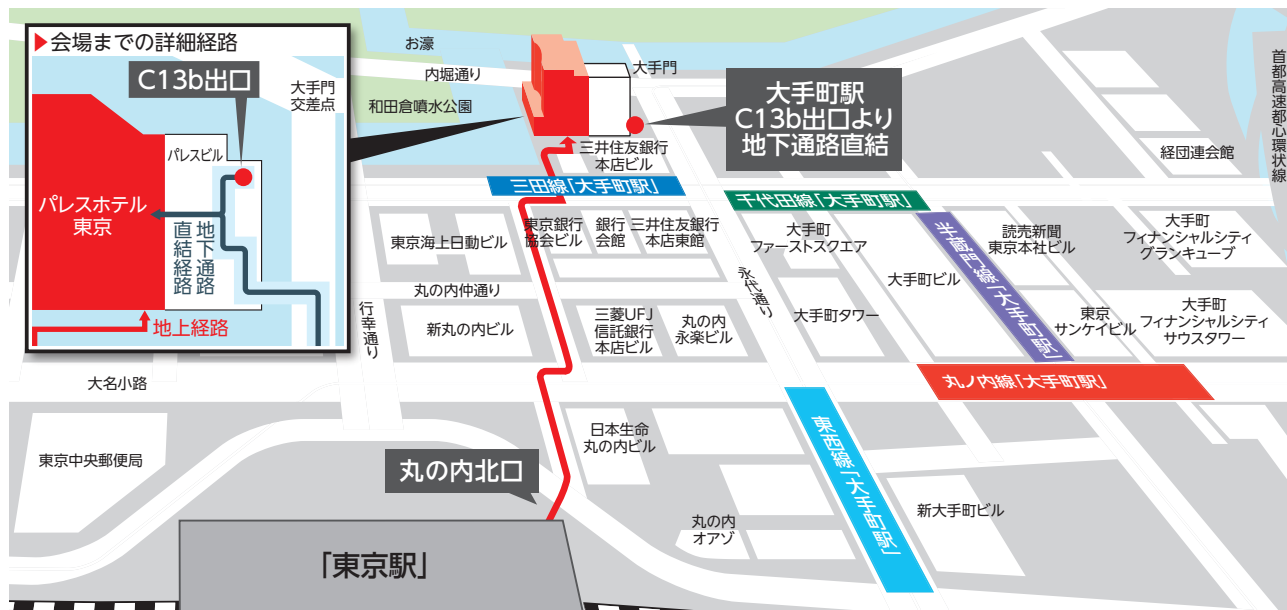 ▶会場までの詳細経路
C13b出口
大手門
交差点
パレスビル
パレスホテル
東京
地下通路
直結経路
地上経路
お濠
内堀通り
和田倉噴水公園
大手門
大手町駅
C13b出口より
地下通路直結
首都高速都心環状線
経団連会館
三井住友銀行
本店ビル
三田線「大手町駅」
千代田線「大手町駅」
半蔵門線「大手町駅」
東京海上日動ビル
東京銀行
協会ビル
銀行
会館
三井住友銀行
本店東館
大手町
ファーストスクエア
読売新聞
東京本社ビル
大手町
フィナンシャルシティ
グランキューブ
永代通り
大手町ビル
丸の内仲通り
行幸通り
新丸の内ビル
三菱UFJ
信託銀行
本店ビル
丸の内
永楽ビル
大手町タワー
東京
サンケイビル
大手町
フィナンシャルシティ
サウスタワー
大名小路
丸ノ内線「大手町駅」
東西線「大手町駅」
東京中央郵便局
日本生命
丸の内ビル
丸の内北口
丸の内
オアゾ
新大手町ビル
「東京駅」